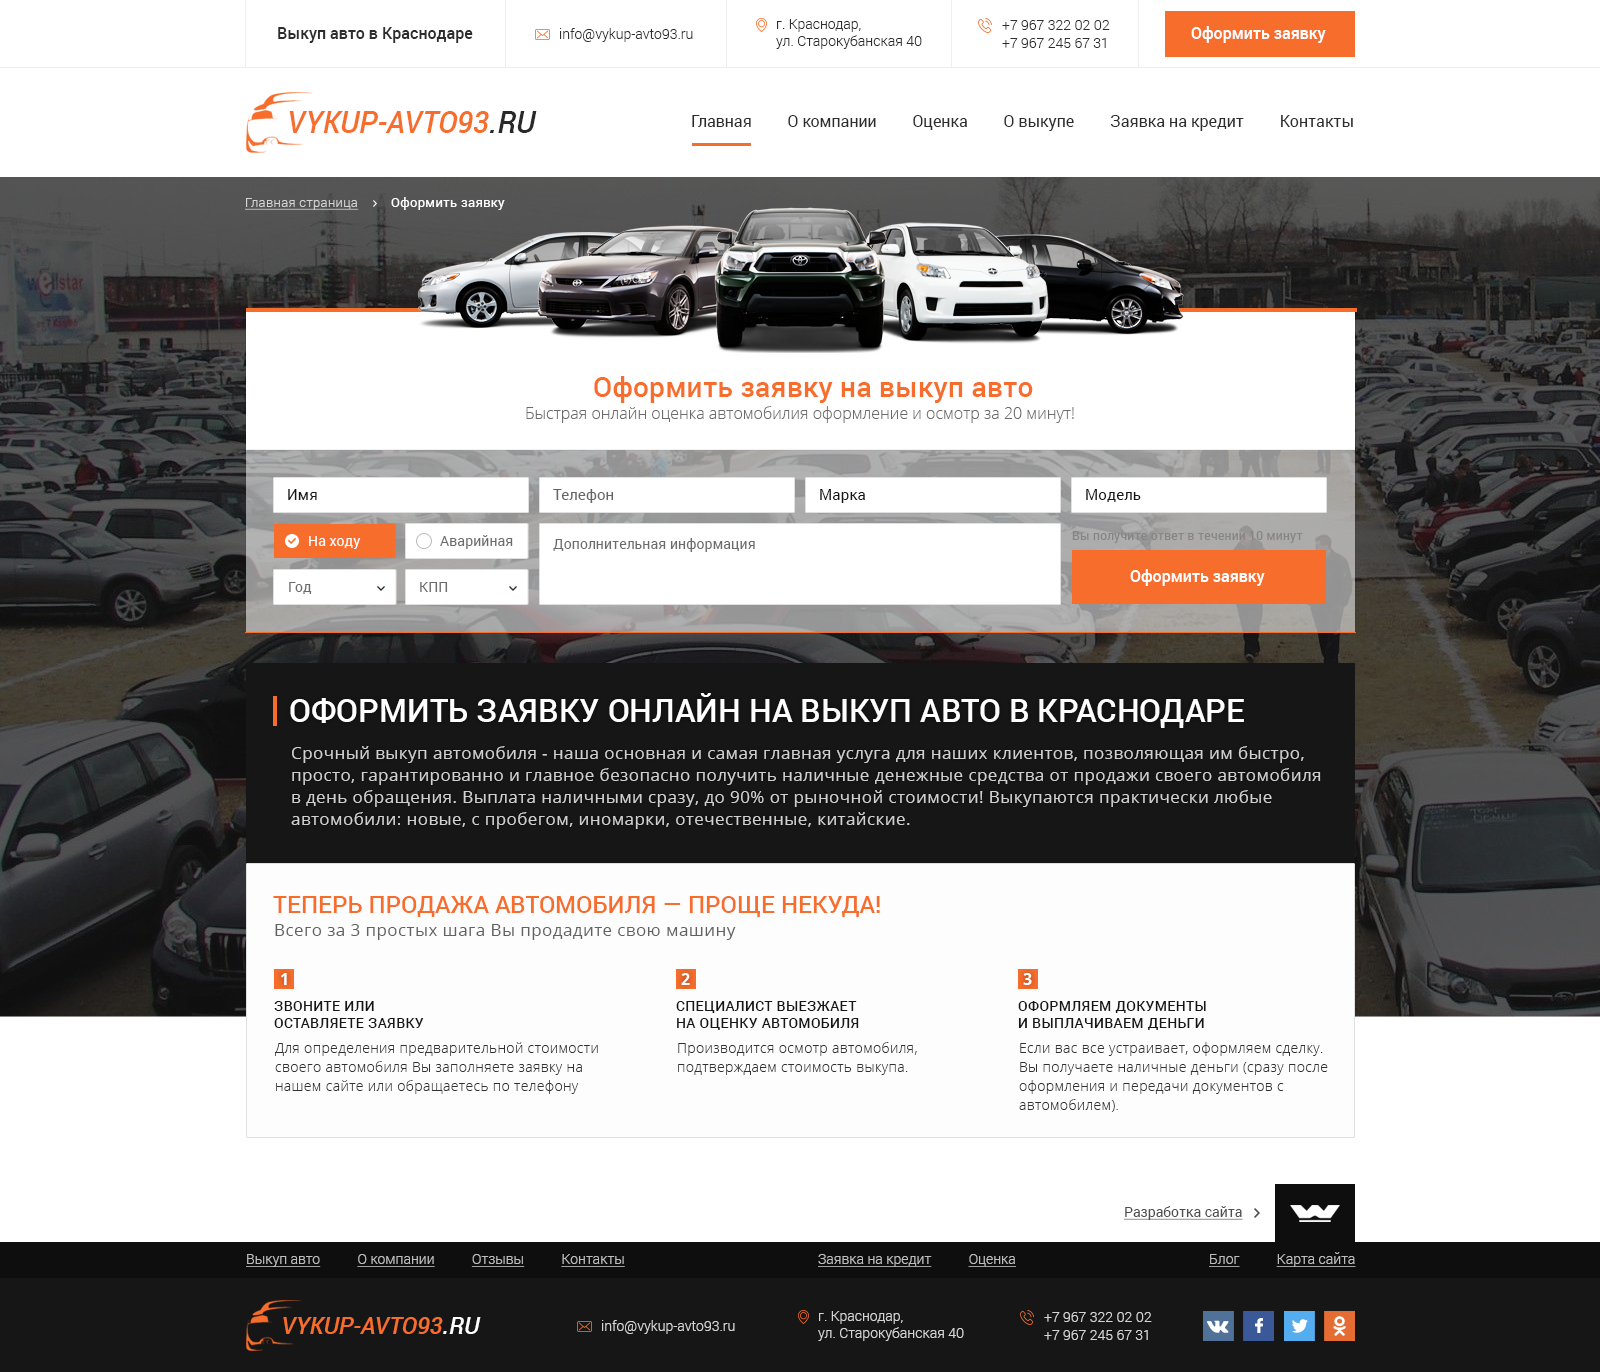 Выкуп авто в Краснодаре
info@vykup-avto93.ru
г. Краснодар,
ул. Старокубанская 40
+7 967 322 02 02
+7 967 245 67 31
Оформить заявку
VYKUP-AVTO93.RU
Главная
О компании
Оценка
О выкупе
Заявка на кредит
Контакты
Главная страница
Оформить заявку
welstar
Оформить заявку на выкуп авто
Быстрая онлайн оценка автомобилия оформление и осмотр за 20 минут!
Имя
Телефон
Марка
Модель
На ходу
Аварийная
Дополнительная информация
Вы получите ответ в течений 10 минут
Год
КПП
Оформить заявку
ОФОРМИТЬ ЗАЯВКУ ОНЛАЙН НА ВЫКУП АВТО В КРАСНОДАРЕ
Срочный выкуп автомобиля - наша основная и самая главная услуга для наших клиентов, позволяющая им быстро,
просто, гарантированно и главное безопасно получить наличные денежные средства от продажи своего автомобиля
в день обращения. Выплата наличными сразу, до 90% от рыночной стоимости! Выкупаются практически любые
автомобили: новые, с пробегом, иномарки, отечественные, китайские.
ТЕПЕРЬ ПРОДАЖА АВТОМОБИЛЯ — ПРОЩЕ НЕКУДА!
Всего за 3 простых шага Вы продадите свою машину
1
ЗВОНИТЕ ИЛИ
ОСТАВЛЯЕТЕ ЗАЯВКУ
Для определения предварительной стоимости
своего автомобиля Вы заполняете заявку на
нашем сайте или обращаетесь по телефону
2
СПЕЦИАЛИСТ ВЫЕЗЖАЕТ
НА ОЦЕНКУ АВТОМОБИЛЯ
Производится осмотр автомобиля,
подтверждаем стоимость выкупа.
3
ОФОРМЛЯЕМ ДОКУМЕНТЫ
И ВЫПЛАЧИВАЕМ ДЕНЬГИ
Если вас все устраивает, оформляем сделку.
Вы получаете наличные деньги (сразу после
оформления и передачи документов с
автомобилем).
Разработка сайта
Выкуп авто
О компании
Отзывы
Контакты
Заявка на кредит
Оценка
Блог
Карта сайта
VYKUP-AVTO93.RU
info@vykup-avto93.ru
г. Краснодар,
ул. Старокубанская 40
+7 967 322 02 02
+7 967 245 67 31